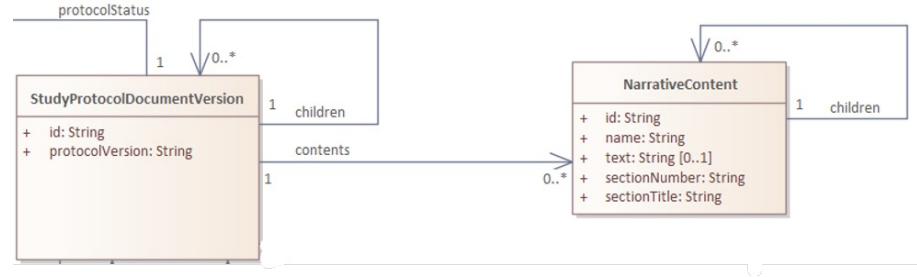 protocolStatus
1
0..*
StudyProtocolDocumentVersion
+ id: String
+ protocolVersion: String
1
children
contents
1
0..*
0..*
NarrativeContent
+ id: String
+ name: String
+ text: String [0..1]
+ sectionNumber: String
+ sectionTitle: String
1
children